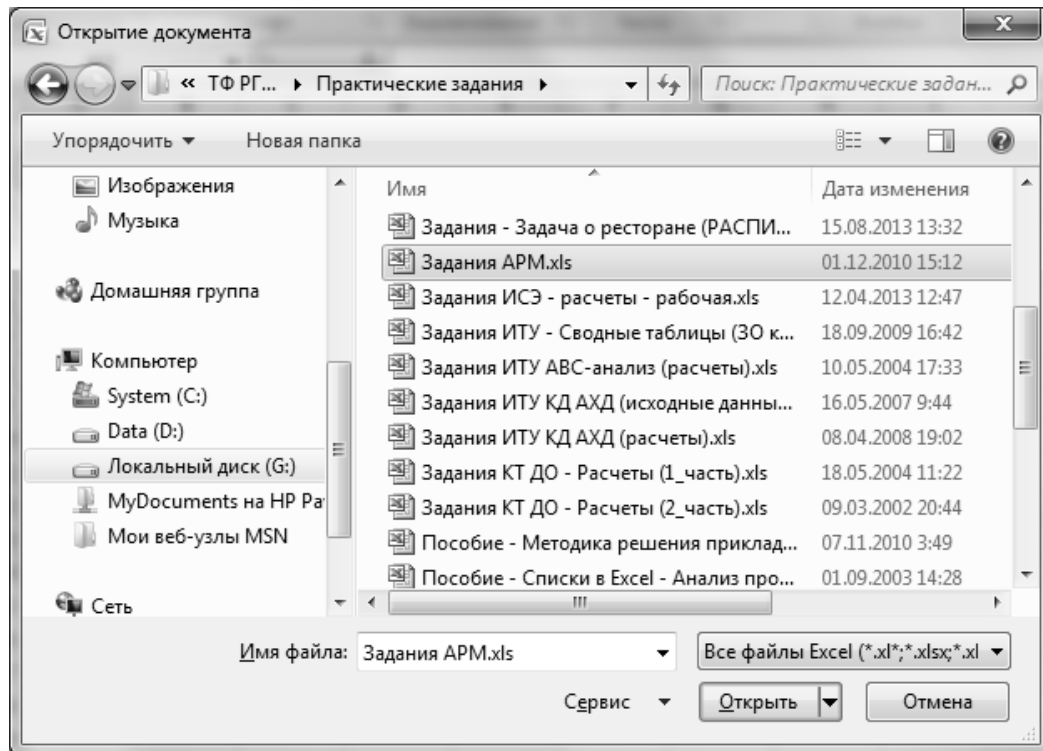 Открытие документа
« ТФ РГ... Практические задания
Поиск: Практические задан...
Упорядочить Новая папка
Изображения
Музыка
Домашняя группа
Компьютер
System (C:)
Data (D:)
Локальный диск (G:)
MyDocuments на HP Pa
Мои веб-узлы MSN
Сеть
Имя Дата изменения
Задания - Задача о ресторане (РАСПИ... 15.08.2013 13:32
Задания АРМ.xls 01.12.2010 15:12
Задания ИСЭ - расчеты - рабочая.xls 12.04.2013 12:47
Задания ИТУ - Сводные таблицы (ЗО к... 18.09.2009 16:42
Задания ИТУ АВС-анализ (расчеты).xls 10.05.2004 17:33
Задания ИТУ КД АХД (исходные данны... 16.05.2007 9:44
Задания ИТУ КД АХД (расчеты).xls 08.04.2008 19:02
Задания КТ ДО - Расчеты (1_часть).xls 18.05.2004 11:22
Задания КТ ДО - Расчеты (2_часть).xls 09.03.2002 20:44
Пособие - Методика решения приклад... 07.11.2010 3:49
Пособие - Списки в Excel - Анализ про... 01.09.2003 14:28
Имя файла: Задания АРМ.xls
Все файлы Excel (*.xl*;*.xlsx;*.xl
Сервис Открыть Отмена